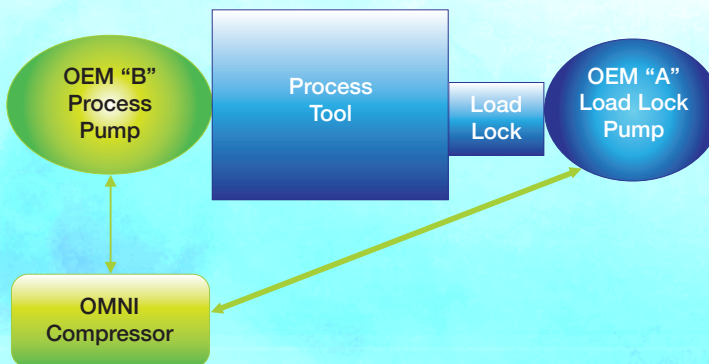 OEM “B”
Process
Pump
Process
Tool
Load
Lock
OEM “A”
Load Lock
Pump
OMNI
Compressor